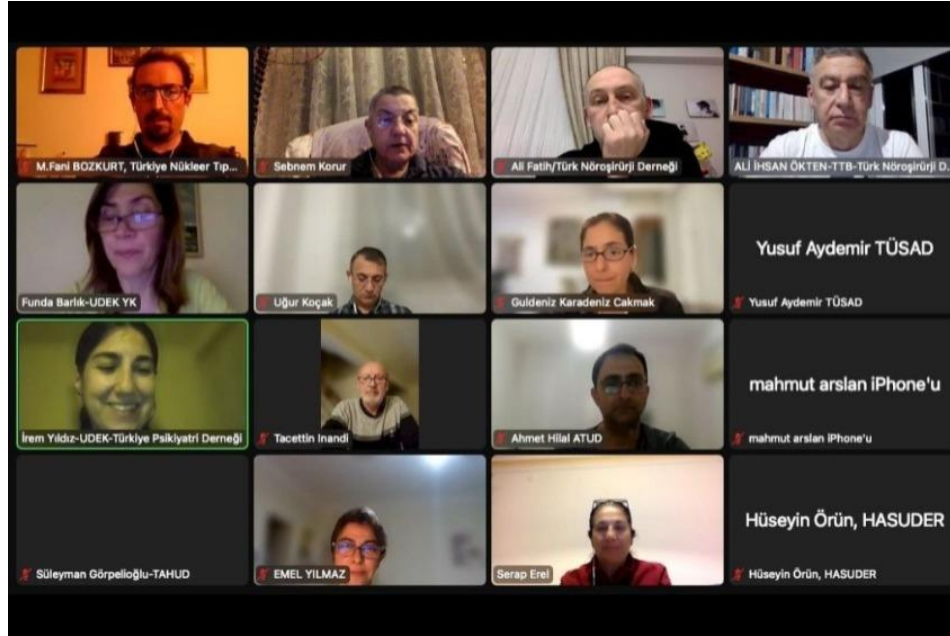 M.Fani BOZKURT, Türkiye Nükleer Tıp...
Sebnem Korur
Ali Fatih/Türk Nöroşirürji Derneği
ALİ İHSAN ÖKTEN-TTB-Türk Nöroşirürji D...
Funda Barlık-UDEK YK
Uğur Koçak
Guldeniz Karadeniz Cakmak
Yusuf Aydemir TÜSAD
Yusuf Aydemir TÜSAD
İrem Yıldız-UDEK-Türkiye Psikiyatri Derneği
Tacettin Inandi
Ahmet Hilal ATUD
mahmut arslan iPhone'u
mahmut arslan iPhone'u
Süleyman Görpelioğlu-TAHUD
EMEL YILMAZ
Serap Erel
Hüseyin Örün, HASUDER
Hüseyin Örün, HASUDER